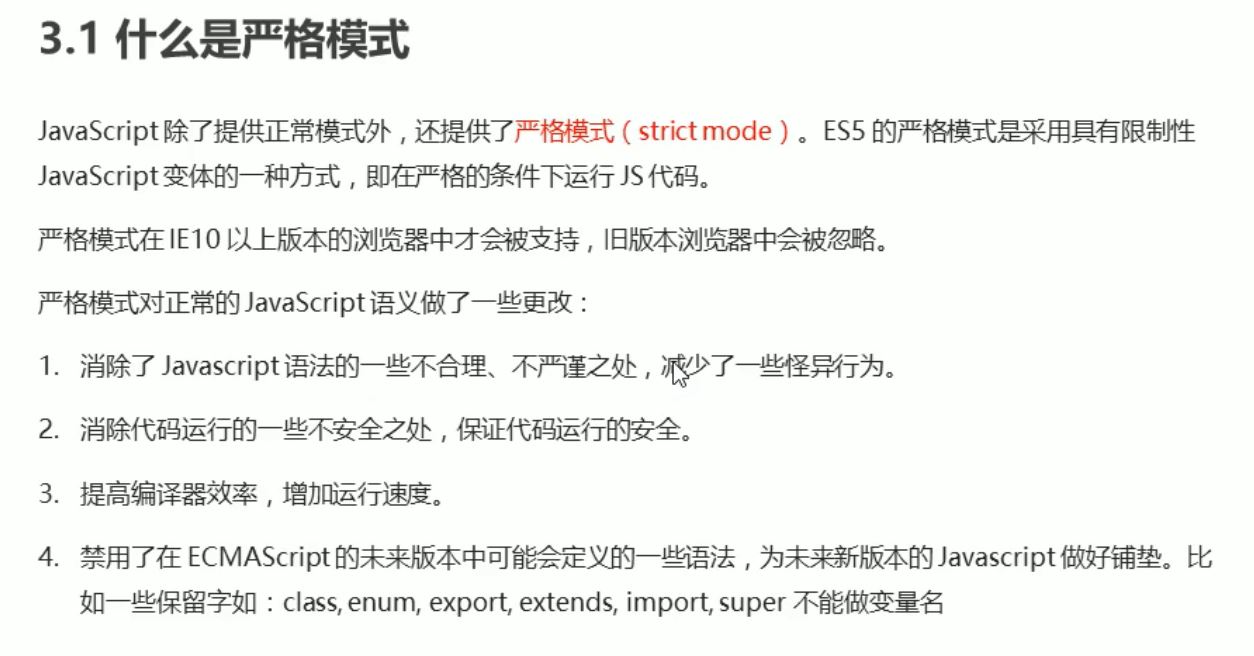 3.1 什么是严格模式
JavaScript 除了提供正常模式外，还提供了严格模式（strict mode）。ES5 的严格模式是采用具有限制性
JavaScript 变体的一种方式，即在严格的条件下运行 JS 代码。
严格模式在 IE10 以上版本的浏览器中才会被支持，旧版本浏览器中会被忽略。
严格模式对正常的 JavaScript 语义做了一些更改：
1. 消除了 Javascript 语法的一些不合理、不严谨之处，减少了一些怪异行为。
2. 消除代码运行的一些不安全之处，保证代码运行的安全。
3. 提高编译器效率，增加运行速度。
4. 禁用了在 ECMAScript 的未来版本中可能会定义的一些语法，为未来新版本的 Javascript 做好铺垫。比
如一些保留字如：class, enum, export, extends, import, super 不能做变量名